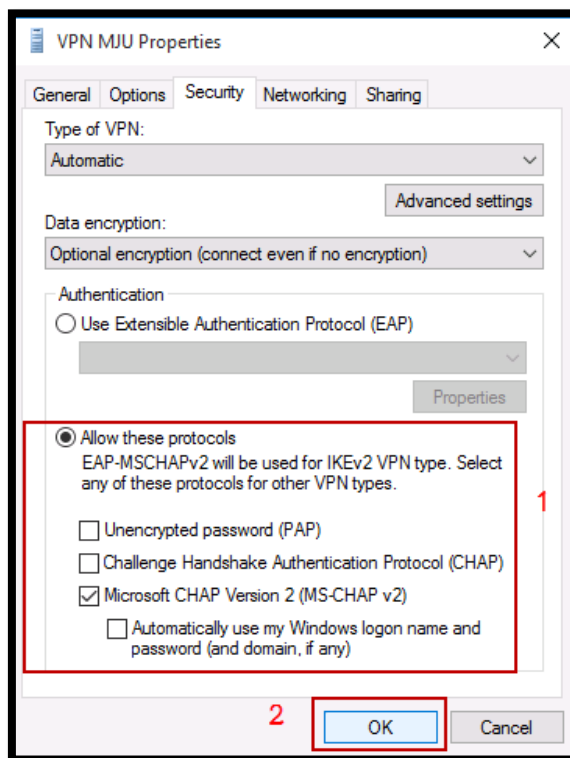 VPN MJU Properties
General Options Security Networking Sharing
Type of VPN:
Automatic
Advanced settings
Data encryption:
Optional encryption (connect even if no encryption)
Authentication
Use Extensible Authentication Protocol (EAP)
Properties
Allow these protocols
EAP-MSCHAPv2 will be used for IKEv2 VPN type. Select
any of these protocols for other VPN types.
1
Unencrypted password (PAP)
Challenge Handshake Authentication Protocol (CHAP)
Microsoft CHAP Version 2 (MS-CHAP v2)
Automatically use my Windows logon name and
password (and domain, if any)
2
OK Cancel